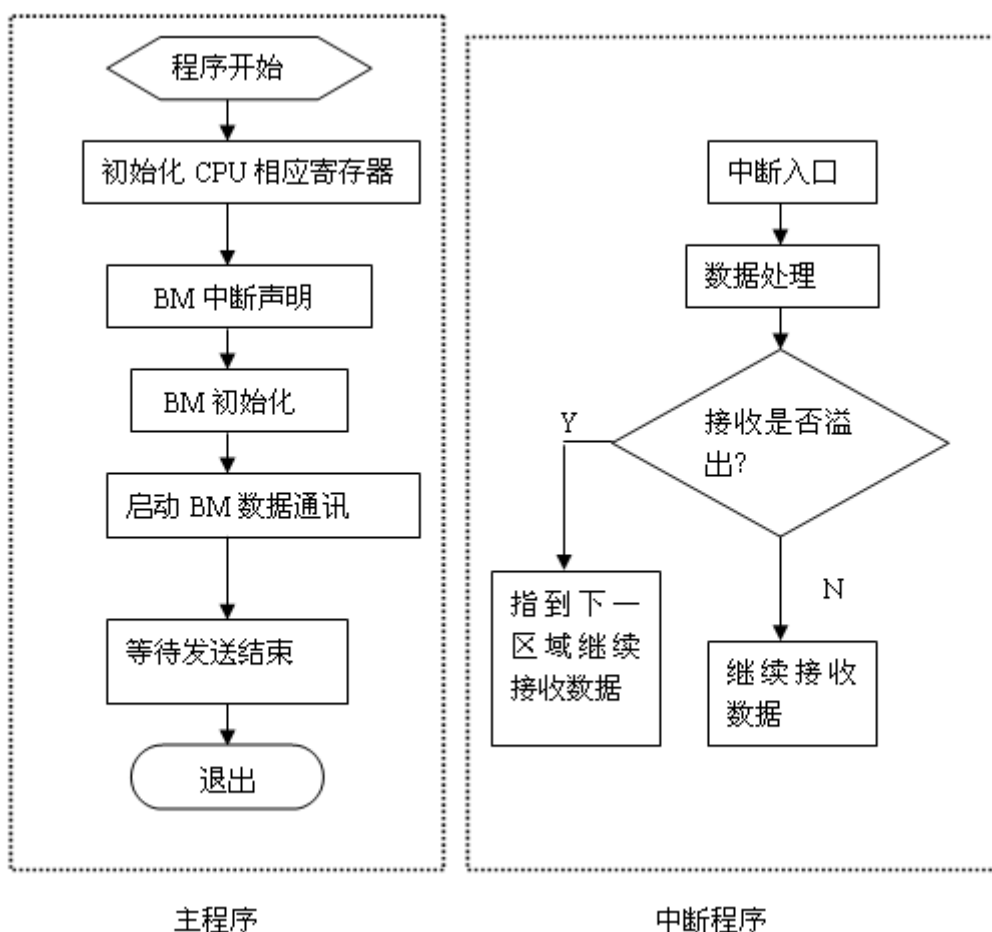 程序开始
初始化 CPU 相应寄存器
BM 中断声明
BM 初始化
启动 BM 数据通讯
等待发送结束
退出
主程序
中断入口
数据处理
接收是否溢
出?
Y
N
指到下一
区域继续
接收数据
继续接收
数据
中断程序